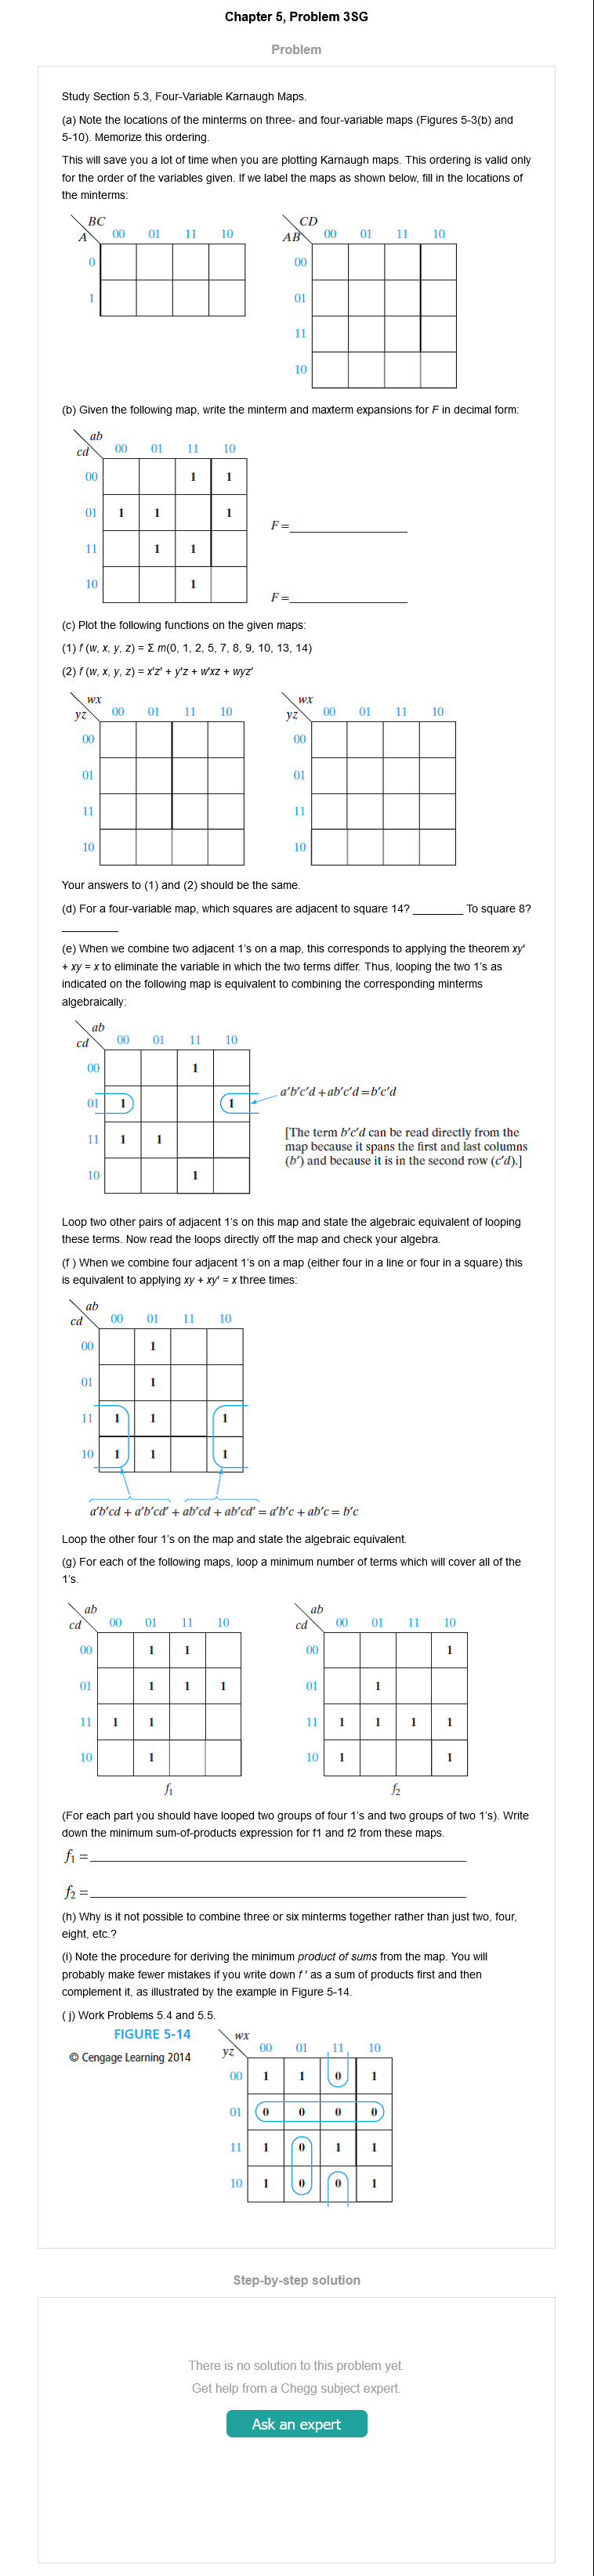 Chapter 5, Problem 3SG
Problem
Study Section 5.3, Four-Variable Karnaugh Maps.
(a) Note the locations of the minterms on three- and four-variable maps (Figures 5-3(b) and
5-10). Memorize this ordering.
This will save you a lot of time when you are plotting Karnaugh maps. This ordering is valid only
for the order of the variables given. If we label the maps as shown below, fill in the locations of
the minterms:
BC
A 00 01 11 10
0
1
CD
AB 00 01 11 10
00
01
11
10
(b) Given the following map, write the minterm and maxterm expansions for F in decimal form:
ab
cd 00 01 11 10
00 1 1
01 1 1 1
11 1 1
10 1
F =
F =
(c) Plot the following functions on the given maps:
(1) f (w, x, y, z) = Σ m(0, 1, 2, 5, 7, 8, 9, 10, 13, 14)
(2) f (w, x, y, z) = x'z' + y'z + w'xz + wyz'
wx
yz 00 01 11 10
00
01
11
10
wx
yz 00 01 11 10
00
01
11
10
Your answers to (1) and (2) should be the same.
(d) For a four-variable map, which squares are adjacent to square 14? ________ To square 8?
_________
(e) When we combine two adjacent 1's on a map, this corresponds to applying the theorem xy'
+ xy = x to eliminate the variable in which the two terms differ. Thus, looping the two 1's as
indicated on the following map is equivalent to combining the corresponding minterms
algebraically:
ab
cd 00 01 11 10
00 1
01 1 1
11 1 1
10 1
a′b′c′d + ab′c′d = b′c′d
[The term b′c′d can be read directly from the
map because it spans the first and last columns
(b′) and because it is in the second row (c′d).]
Loop two other pairs of adjacent 1's on this map and state the algebraic equivalent of looping
these terms. Now read the loops directly off the map and check your algebra.
(f ) When we combine four adjacent 1's on a map (either four in a line or four in a square) this
is equivalent to applying xy + xy' = x three times:
ab
cd 00 01 11 10
00 1
01 1
11 1 1 1
10 1 1 1
a′b′cd + a′b′cd′ + ab′cd + ab′cd′ = a′b′c + ab′c = b′c
Loop the other four 1's on the map and state the algebraic equivalent.
(g) For each of the following maps, loop a minimum number of terms which will cover all of the
1's.
ab
cd 00 01 11 10
00 1 1
01 1 1 1
11 1 1
10 1
f1
ab
cd 00 01 11 10
00 1
01 1
11 1 1 1 1
10 1 1
f2
(For each part you should have looped two groups of four 1's and two groups of two 1's). Write
down the minimum sum-of-products expression for f1 and f2 from these maps.
f1 =
f2 =
(h) Why is it not possible to combine three or six minterms together rather than just two, four,
eight, etc.?
(i) Note the procedure for deriving the minimum product of sums from the map. You will
probably make fewer mistakes if you write down f ' as a sum of products first and then
complement it, as illustrated by the example in Figure 5-14.
( j) Work Problems 5.4 and 5.5.
FIGURE 5-14
© Cengage Learning 2014
wx
yz 00 01 11 10
00 1 1 0 1
01 0 0 0 0
11 1 0 1 1
10 1 0 0 1
Step-by-step solution
There is no solution to this problem yet.
Get help from a Chegg subject expert.
Ask an expert